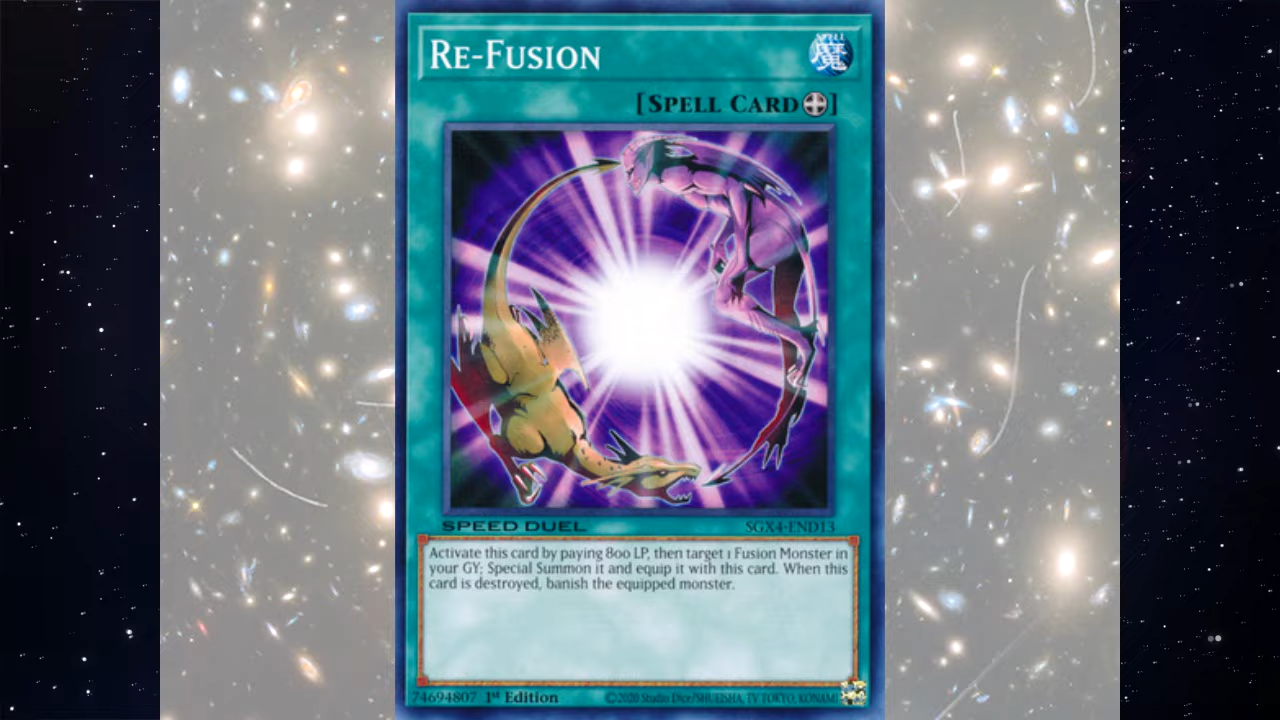 Re-Fusion
魔
[Spell Card]
SPEED DUEL
SGX4-END13
Activate this card by paying 800 LP, then target 1 Fusion Monster in
your GY; Special Summon it and equip it with this card. When this
card is destroyed, banish the equipped monster.
74694807 1st Edition
©2020 Studio Dice/SHUEISHA, TV TOKYO, KONAMI